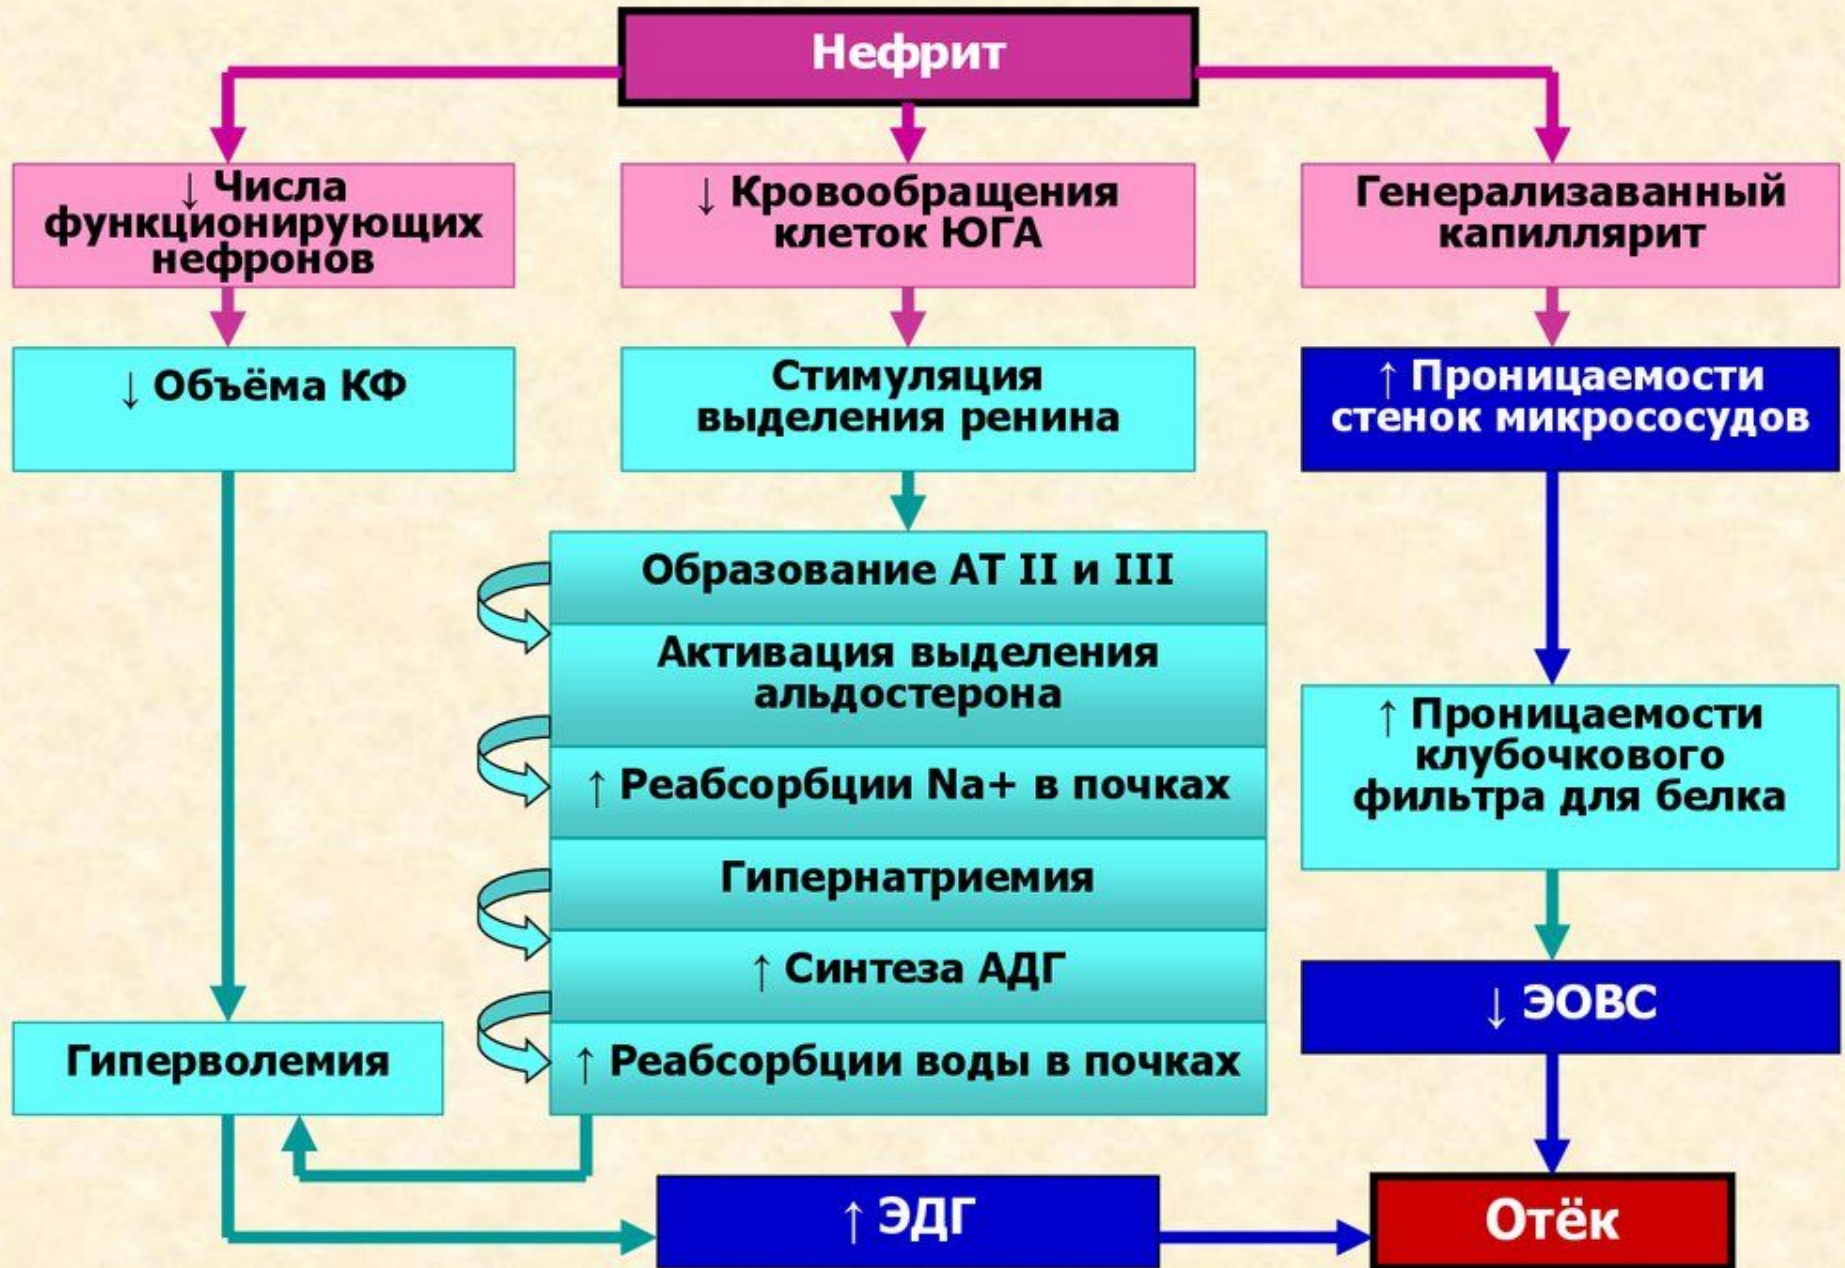 Нефрит
↓ Числа
функционирующих
нефронов
↓ Кровообращения
клеток ЮГА
Генерализаванный
капиллярит
↓ Объёма КФ
Стимуляция
выделения ренина
↑ Проницаемости
стенок микрососудов
Образование АТ II и III
Активация выделения
альдостерона
↑ Реабсорбции Na+ в почках
Гипернатриемия
↑ Синтеза АДГ
↑ Реабсорбции воды в почках
↑ Проницаемости
клубочкового
фильтра для белка
↓ ЭОВС
Гиперволемия
↑ ЭДГ
Отёк